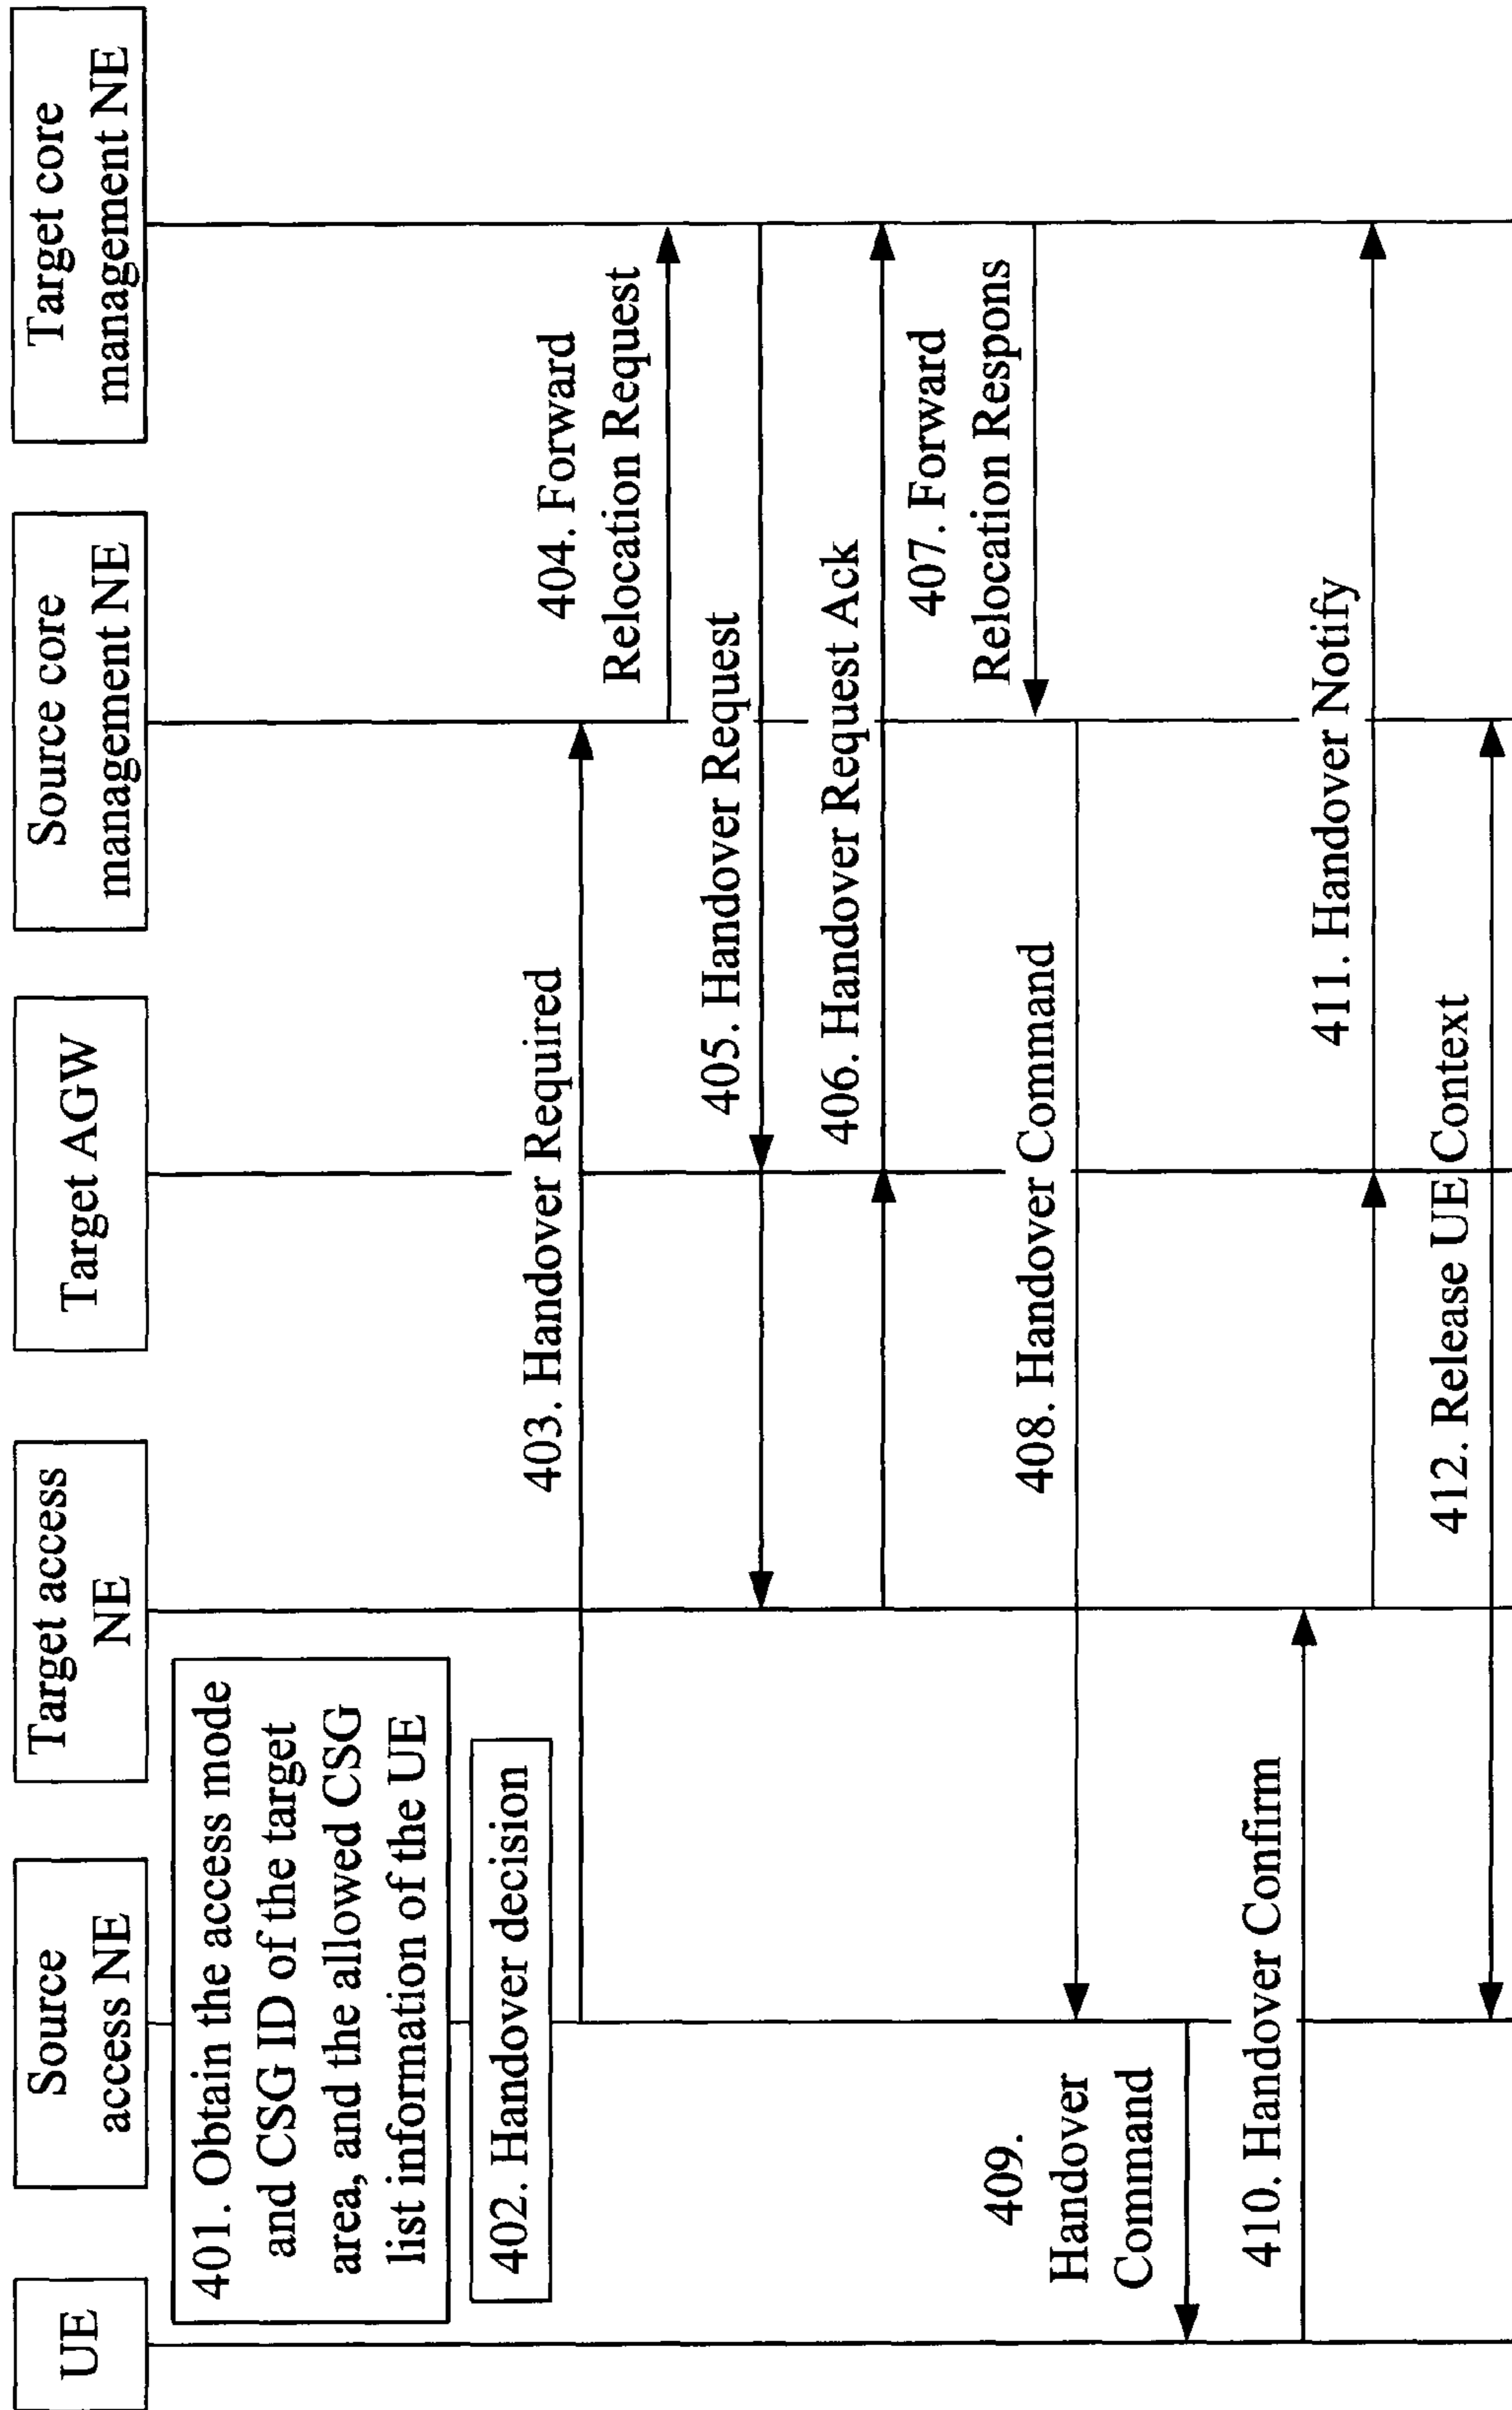 UE
Source
access NE
Target access
NE
Target AGW
Source core
management NE
Target core
management NE
401. Obtain the access mode
and CSG ID of the target
area, and the allowed CSG
list information of the UE
402. Handover decision
403. Handover Required
404. Forward
Relocation Request
405. Handover Request
406. Handover Request Ack
407. Forward
Relocation Respons
408. Handover Command
409.
Handover
Command
410. Handover Confirm
411. Handover Notify
412. Release UE Context